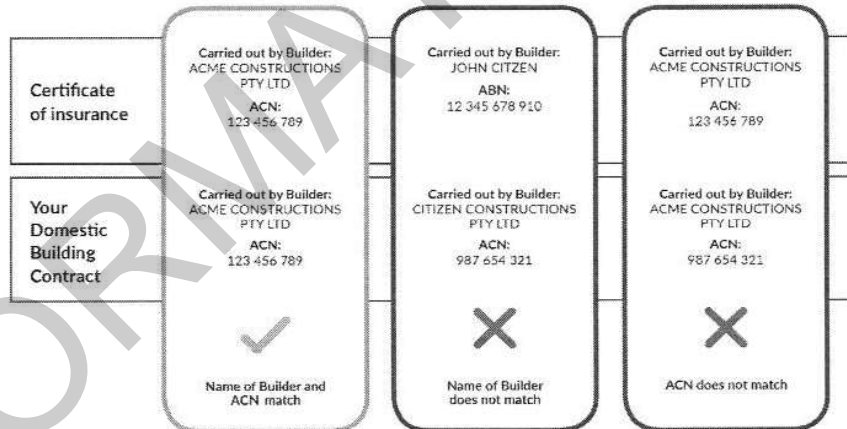 Certificate
of insurance
Carried out by Builder:
ACME CONSTRUCTIONS
PTY LTD
ACN:
123 456 789
Carried out by Builder:
JOHN CITZEN
ABN:
12 345 678 910
Carried out by Builder:
ACME CONSTRUCTIONS
PTY LTD
ACN:
123 456 789
Your
Domestic
Building
Contract
Carried out by Builder:
ACME CONSTRUCTIONS
PTY LTD
ACN:
123 456 789
Carried out by Builder:
CITIZEN CONSTRUCTIONS
PTY LTD
ACN:
987 654 321
Carried out by Builder:
ACME CONSTRUCTIONS
PTY LTD
ACN:
987 654 321
Name of Builder and
ACN match
Name of Builder
does not match
ACN does not match